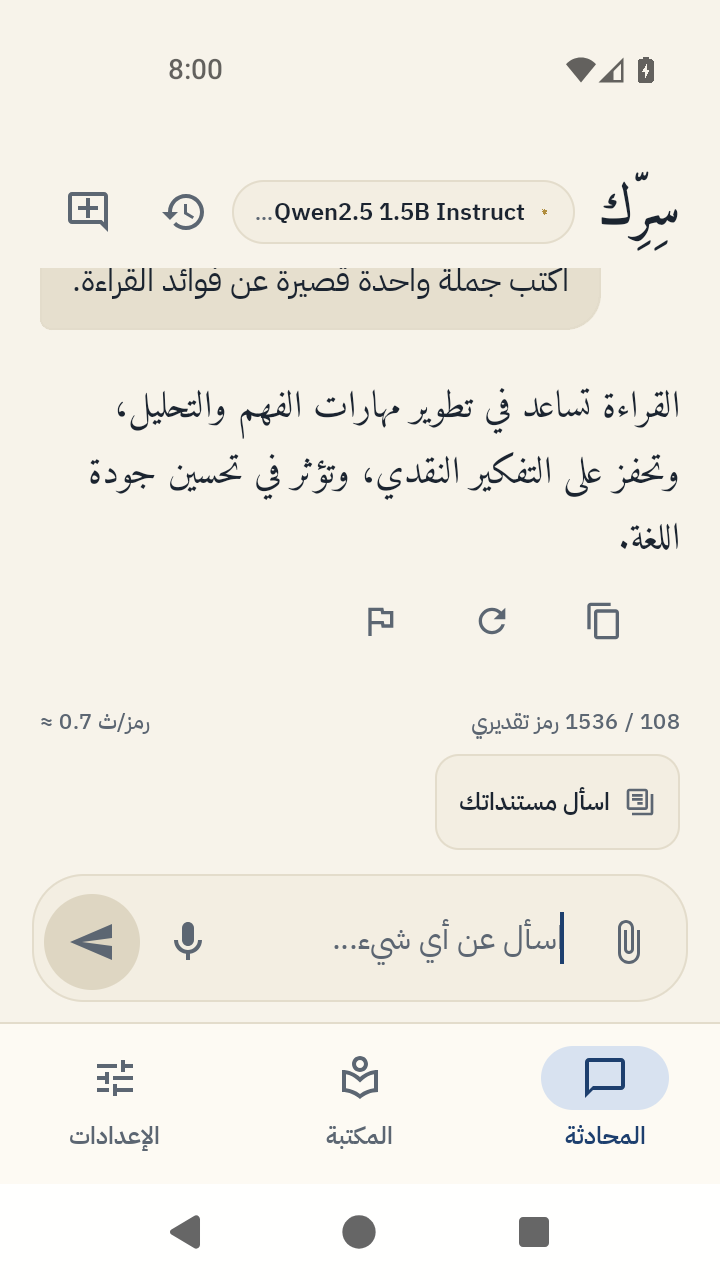 8:00
سِرِّك
Qwen2.5 1.5B Instruct...
اكتب جملة واحدة قصيرة عن فوائد القراءة.
القراءة تساعد في تطوير مهارات الفهم والتحليل،
وتحفز على التفكير النقدي، وتؤثر في تحسين جودة
اللغة.
108 / 1536 رمز تقديري
≈ 0.7 رمز/ث
اسأل مستنداتك
اسأل عن أي شيء...
المحادثة
المكتبة
الإعدادات